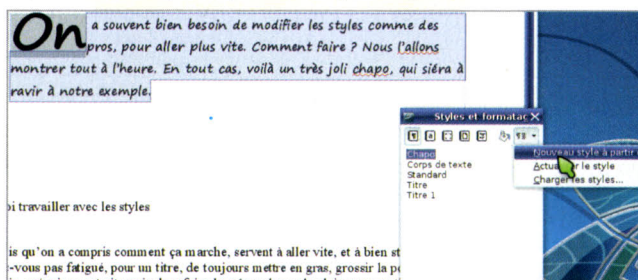 On a souvent bien besoin de modifier les styles comme des
pros, pour aller plus vite. Comment faire ? Nous l'allons
montrer tout à l'heure. En tout cas, voilà un très joli chapo, qui siéra à
ravir à notre exemple.
Styles et formatag
Chapo
Corps de texte
Standard
Titre
Titre 1
Nouveau style à partir
Actua er le style
Charger les styles...
oi travailler avec les styles
is qu'on a compris comment ça marche, servent à aller vite, et à bien st
-vous pas fatigué, pour un titre, de toujours mettre en gras, grossir la po